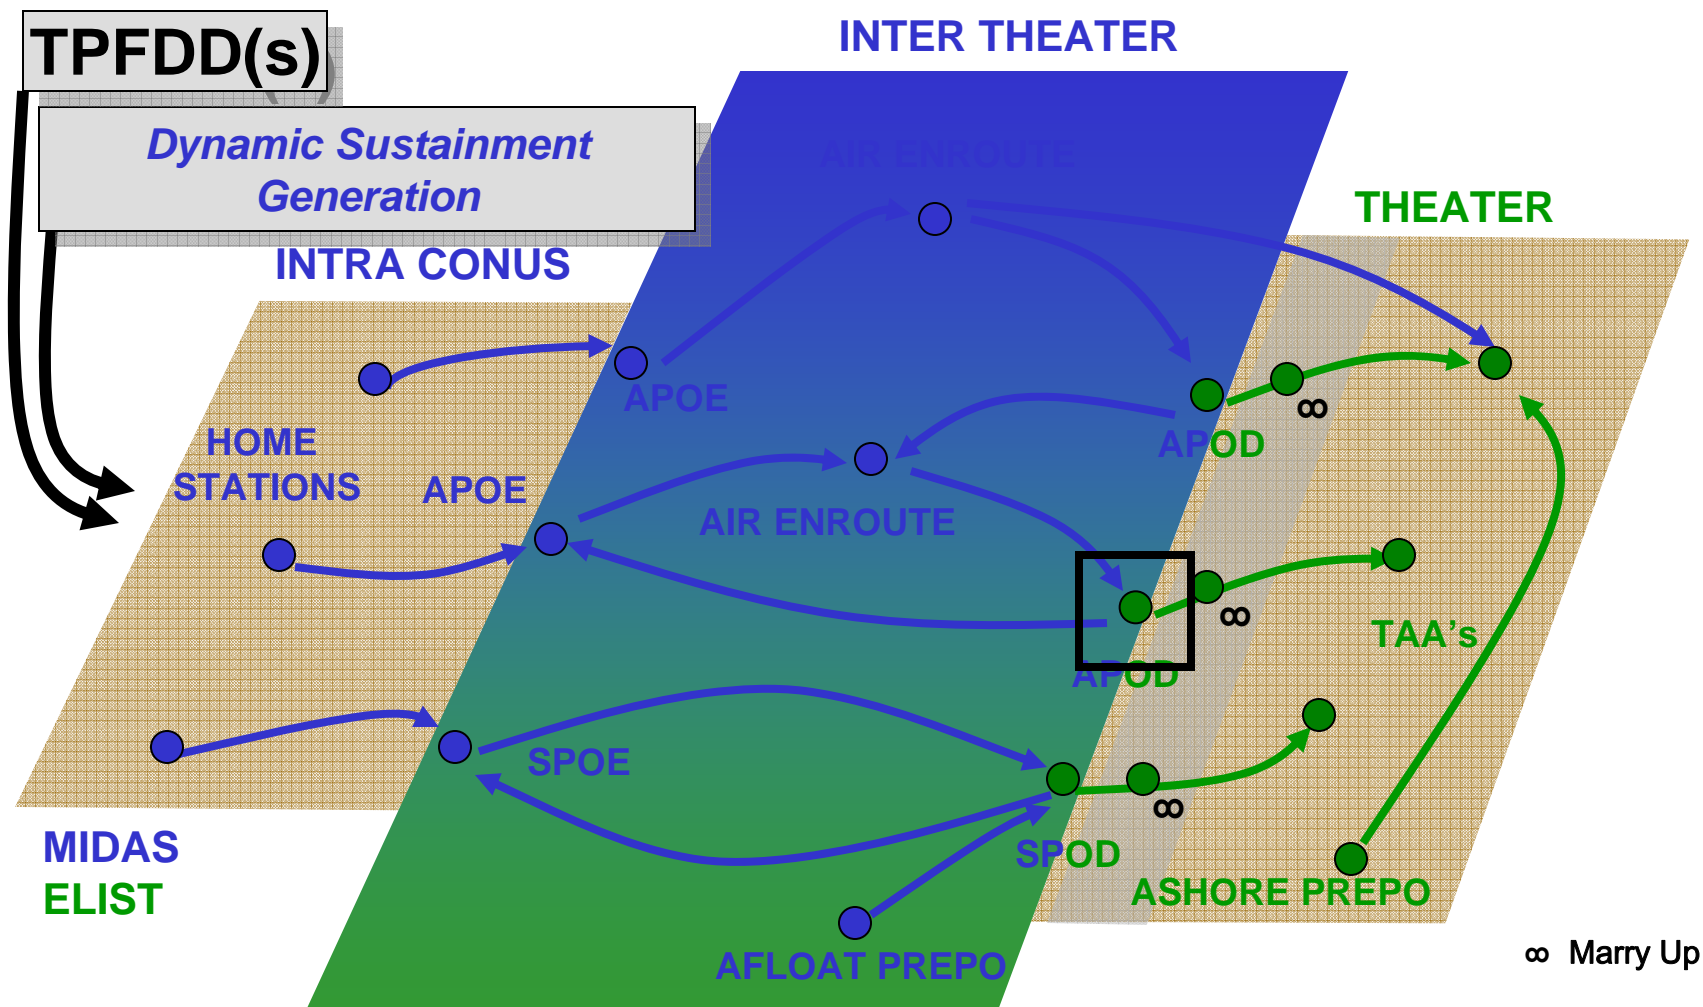 TPFDD(s)
INTER THEATER
Dynamic Sustainment
Generation
AIR ENROUTE
THEATER
INTRA CONUS
APOE
∞
HOME
STATIONS
APOD
APOE
AIR ENROUTE
∞
TAA's
APOD
SPOE
∞
MIDAS
SPOD
ELIST
ASHORE PREPO
AFLOAT PREPO
∞ Marry Up